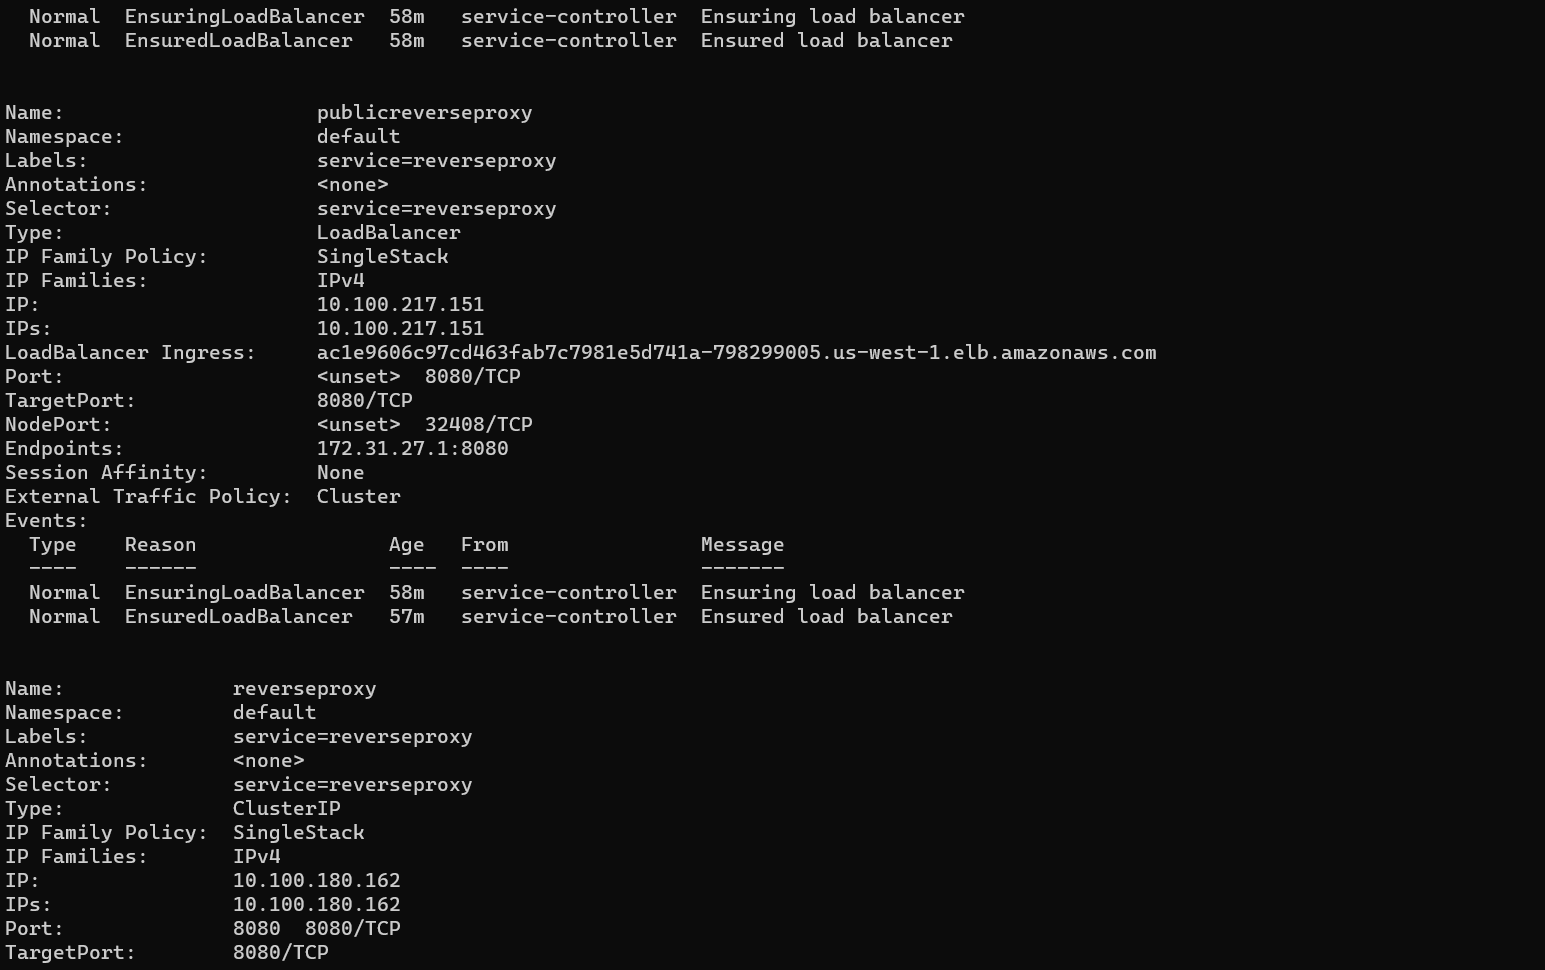 Normal EnsuringLoadBalancer 58m service-controller Ensuring load balancer
Normal EnsuredLoadBalancer 58m service-controller Ensured load balancer
Name: publicreverseproxy
Namespace: default
Labels: service=reverseproxy
Annotations: <none>
Selector: service=reverseproxy
Type: LoadBalancer
IP Family Policy: SingleStack
IP Families: IPv4
IP: 10.100.217.151
IPs: 10.100.217.151
LoadBalancer Ingress: ac1e9606c97cd463fab7c7981e5d741a-798299005.us-west-1.elb.amazonaws.com
Port: <unset> 8080/TCP
TargetPort: 8080/TCP
NodePort: <unset> 32408/TCP
Endpoints: 172.31.27.1:8080
Session Affinity: None
External Traffic Policy: Cluster
Events:
Type Reason Age From Message
---- ------ ---- ---- -------
Normal EnsuringLoadBalancer 58m service-controller Ensuring load balancer
Normal EnsuredLoadBalancer 57m service-controller Ensured load balancer
Name: reverseproxy
Namespace: default
Labels: service=reverseproxy
Annotations: <none>
Selector: service=reverseproxy
Type: ClusterIP
IP Family Policy: SingleStack
IP Families: IPv4
IP: 10.100.180.162
IPs: 10.100.180.162
Port: 8080 8080/TCP
TargetPort: 8080/TCP